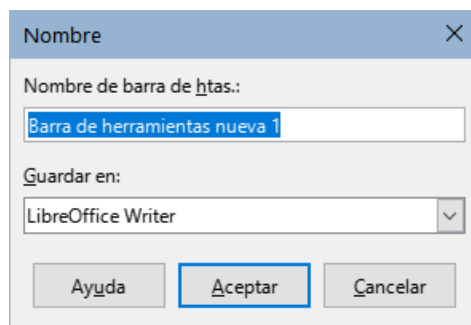 Nombre
Nombre de barra de htas.:
Barra de herramientas nueva 1
Guardar en:
LibreOffice Writer
Ayuda Aceptar Cancelar